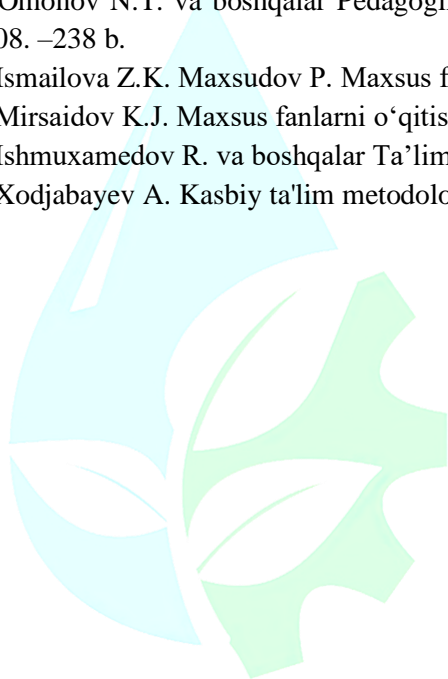 Omonov N.T. va boshqalar Pedagog
08. –238 b.
Ismailova Z.K. Maxsudov P. Maxsus f
Mirsaidov K.J. Maxsus fanlarni o‘qitis
Ishmuxamedov R. va boshqalar Ta’lim
Xodjabayev A. Kasbiy ta'lim metodolo